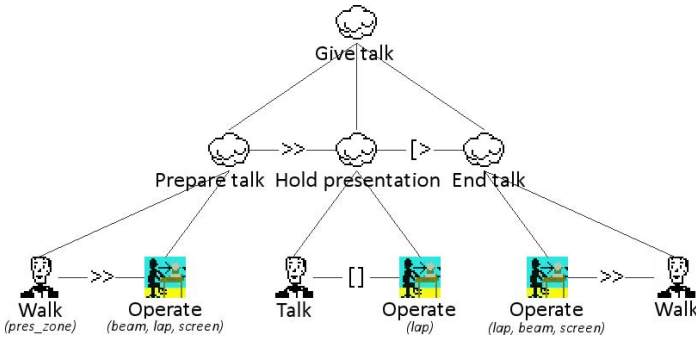 Give talk
Prepare talk >> Hold presentation [> End talk
Walk >> Operate Talk [] Operate Operate >> Walk
(pres_zone) (beam, lap, screen) (lap) (lap, beam, screen)